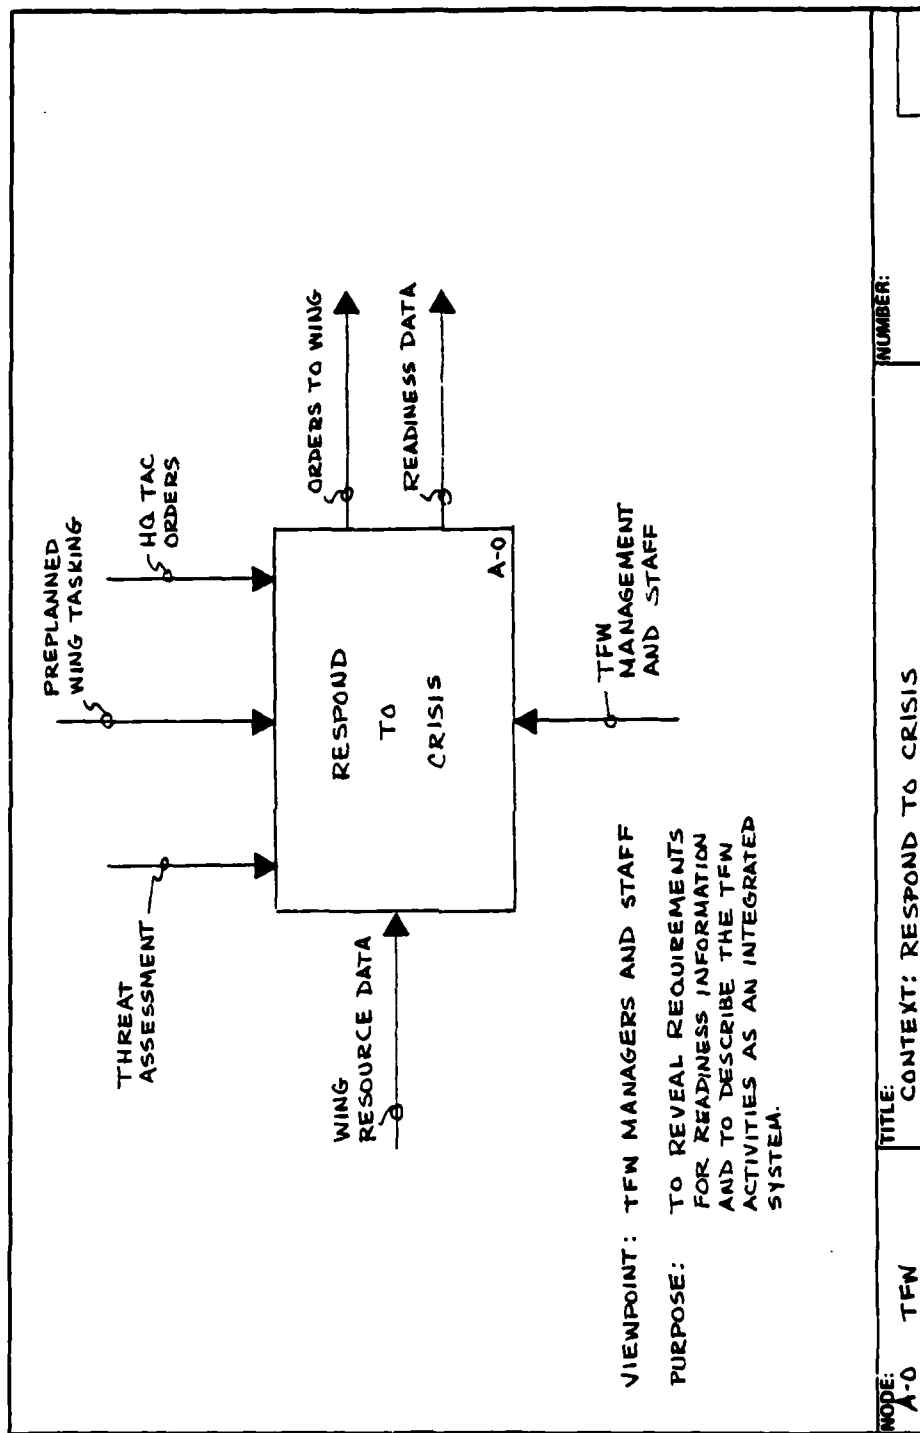 PREPLANNED
WING TASKING
HQ TAC
ORDERS
THREAT
ASSESSMENT
ORDERS TO WING
READINESS DATA
WING
RESOURCE DATA
RESPOND
TO
CRISIS
A-0
TFW
MANAGEMENT
AND STAFF
VIEWPOINT: TFW MANAGERS AND STAFF
PURPOSE: TO REVEAL REQUIREMENTS
FOR READINESS INFORMATION
AND TO DESCRIBE THE TFW
ACTIVITIES AS AN INTEGRATED
SYSTEM.
NODE: TITLE: NUMBER:
A-0 TFW CONTEXT: RESPOND TO CRISIS